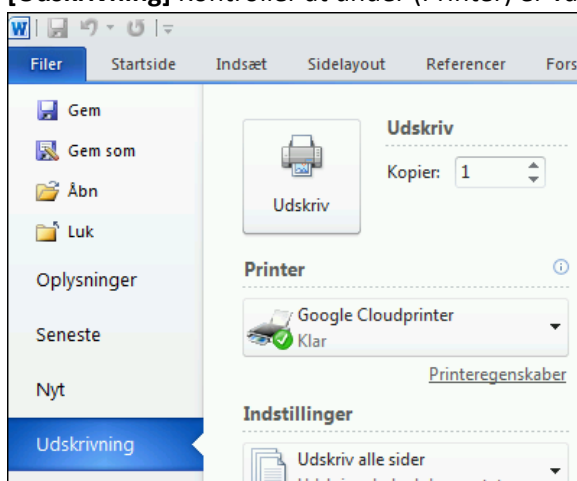 W
Filer Startside Indsæt Sidelayout Referencer Fors
Gem
Gem som
Åbn
Luk
Oplysninger
Seneste
Nyt
Udskrivning
Udskriv
Udskriv
Kopier: 1
Printer
Google Cloudprinter
Klar
Printeregenskaber
Indstillinger
Udskriv alle sider